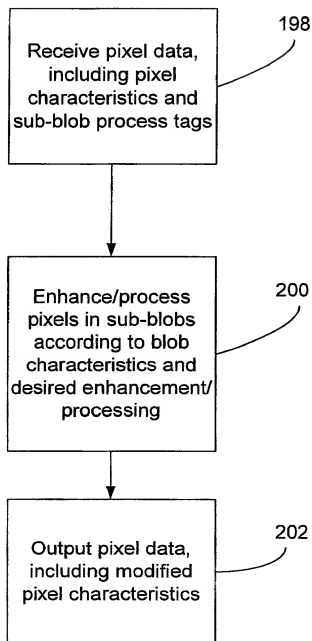 198
Receive pixel data,
including pixel
characteristics and
sub-blob process tags
200
Enhance/process
pixels in sub-blobs
according to blob
characteristics and
desired enhancement/
processing
202
Output pixel data,
including modified
pixel characteristics